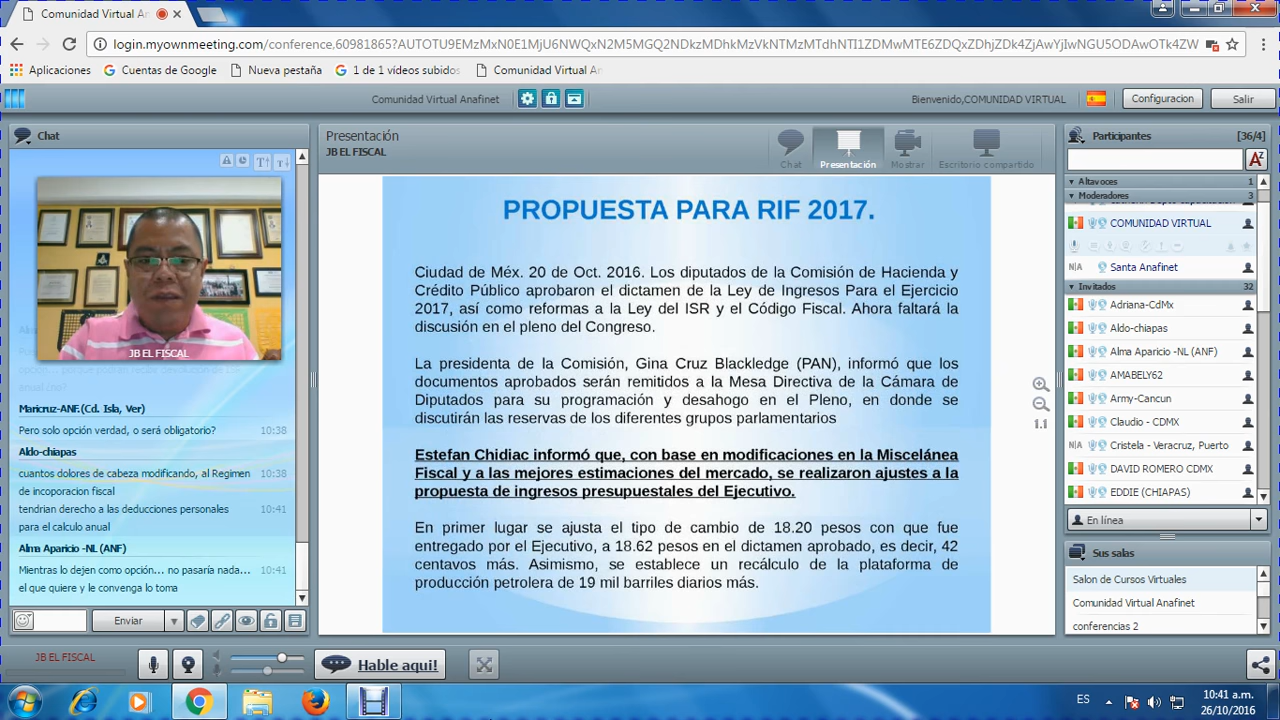 Comunidad Virtual Anafin
login.myownmeeting.com/conference.60981865?AUTOTU9EMzMxN0E1MjU6NWQxN2M5MGQ2NDkzMDhkMzVkNTMzMTdhNTI1ZDMwMTE6ZDQxZDhjZDk4ZjAwYjIwNGU5ODAwOTk4ZW
Aplicaciones
Cuentas de Google
Nueva pestaña
1 de 1 vídeos subidos
Comunidad Virtual An
Comunidad Virtual Anafinet
Bienvenido,COMUNIDAD VIRTUAL
Configuracion
Salir
Chat
JB EL FISCAL
Maricruz-ANF.(Cd. Isla, Ver)
Pero solo opción verdad, o será obligatorio? 10:38
Aldo-chiapas
cuantos dolores de cabeza modificando, al Regimen 10:38
de incoporacion fiscal
tendrian derecho a las deducciones personales 10:41
para el calculo anual
Alma Aparicio -NL (ANF)
Mientras lo dejen como opción... no pasaría nada... 10:41
el que quiere y le convenga lo toma
Enviar
Presentación
JB EL FISCAL
Chat
Presentación
Mostrar
Escritorio compartido
PROPUESTA PARA RIF 2017.
Ciudad de Méx. 20 de Oct. 2016. Los diputados de la Comisión de Hacienda y
Crédito Público aprobaron el dictamen de la Ley de Ingresos Para el Ejercicio
2017, así como reformas a la Ley del ISR y el Código Fiscal. Ahora faltará la
discusión en el pleno del Congreso.
La presidenta de la Comisión, Gina Cruz Blackledge (PAN), informó que los
documentos aprobados serán remitidos a la Mesa Directiva de la Cámara de
Diputados para su programación y desahogo en el Pleno, en donde se
discutirán las reservas de los diferentes grupos parlamentarios
Estefan Chidiac informó que, con base en modificaciones en la Miscelánea
Fiscal y a las mejores estimaciones del mercado, se realizaron ajustes a la
propuesta de ingresos presupuestales del Ejecutivo.
En primer lugar se ajusta el tipo de cambio de 18.20 pesos con que fue
entregado por el Ejecutivo, a 18.62 pesos en el dictamen aprobado, es decir, 42
centavos más. Asimismo, se establece un recálculo de la plataforma de
producción petrolera de 19 mil barriles diarios más.
1.1
Participantes [36/4]
Altavoces 1
Moderadores 3
COMUNIDAD VIRTUAL
N/A Santa Anafinet
Invitados 32
Adriana-CdMx
Aldo-chiapas
Alma Aparicio -NL (ANF)
AMABELY62
Army-Cancun
Claudio - CDMX
N/A Cristela - Veracruz, Puerto
DAVID ROMERO CDMX
EDDIE (CHIAPAS)
En línea
Sus salas
Salon de Cursos Virtuales
Comunidad Virtual Anafinet
conferencias 2
JB EL FISCAL
Hable aqui!
ES
10:41 a.m.
26/10/2016